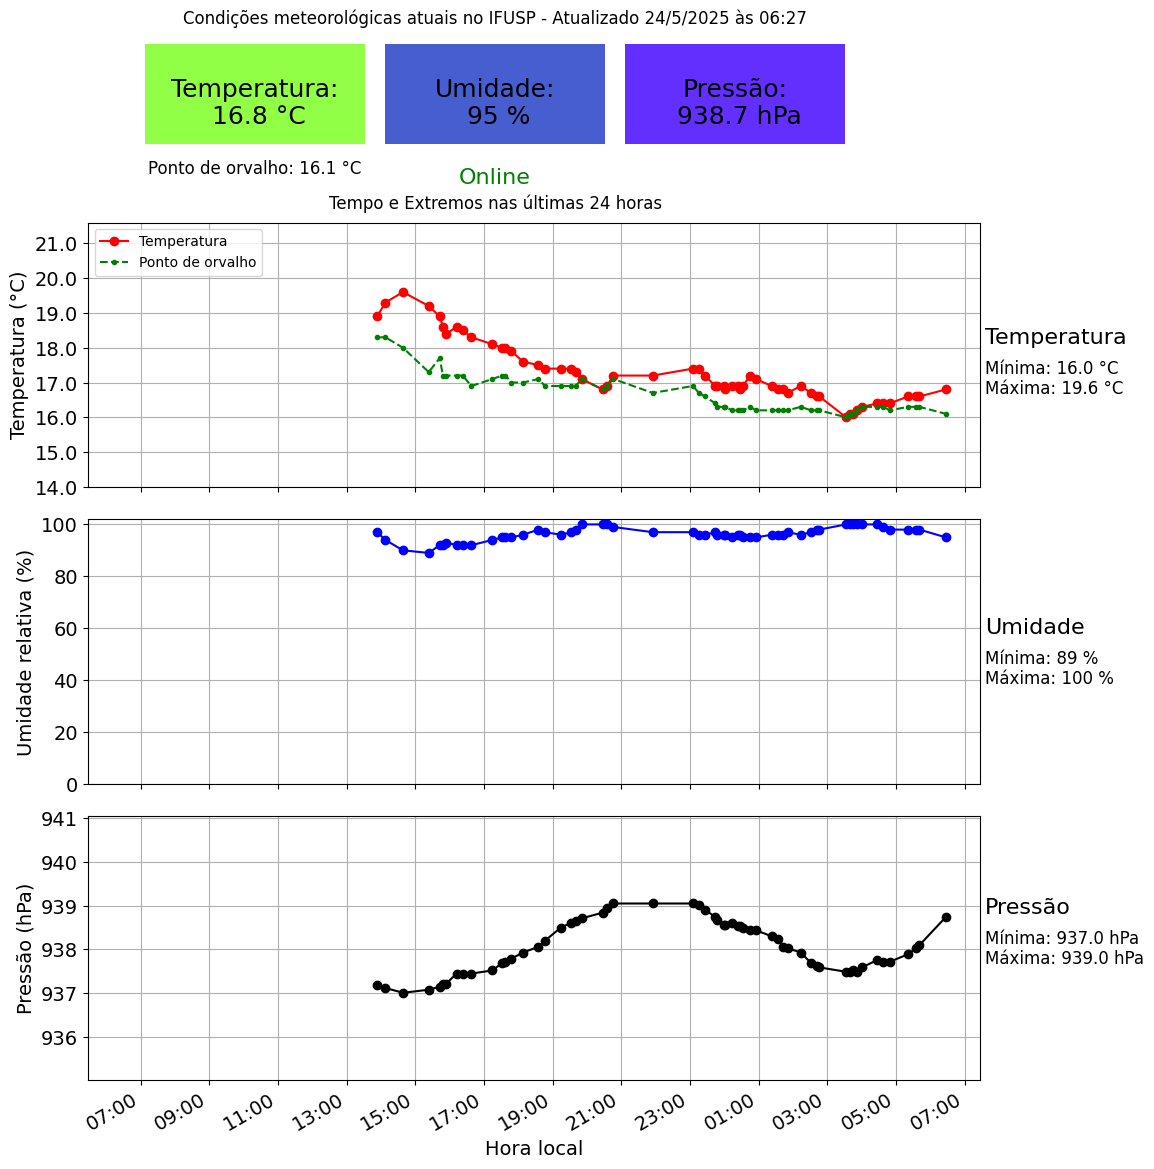 Condições meteorológicas atuais no IFUSP - Atualizado 24/5/2025 às 06:27
Temperatura:
16.8 °C
Umidade:
95 %
Pressão:
938.7 hPa
Ponto de orvalho: 16.1 °C
Online
Tempo e Extremos nas últimas 24 horas
Temperatura
Ponto de orvalho
Temperatura (°C)
21.0
20.0
19.0
18.0
17.0
16.0
15.0
14.0
Temperatura
Mínima: 16.0 °C
Máxima: 19.6 °C
Umidade relativa (%)
100
80
60
40
20
0
Umidade
Mínima: 89 %
Máxima: 100 %
Pressão (hPa)
941
940
939
938
937
936
Pressão
Mínima: 937.0 hPa
Máxima: 939.0 hPa
07:00
09:00
11:00
13:00
15:00
17:00
19:00
21:00
23:00
01:00
03:00
05:00
07:00
Hora local